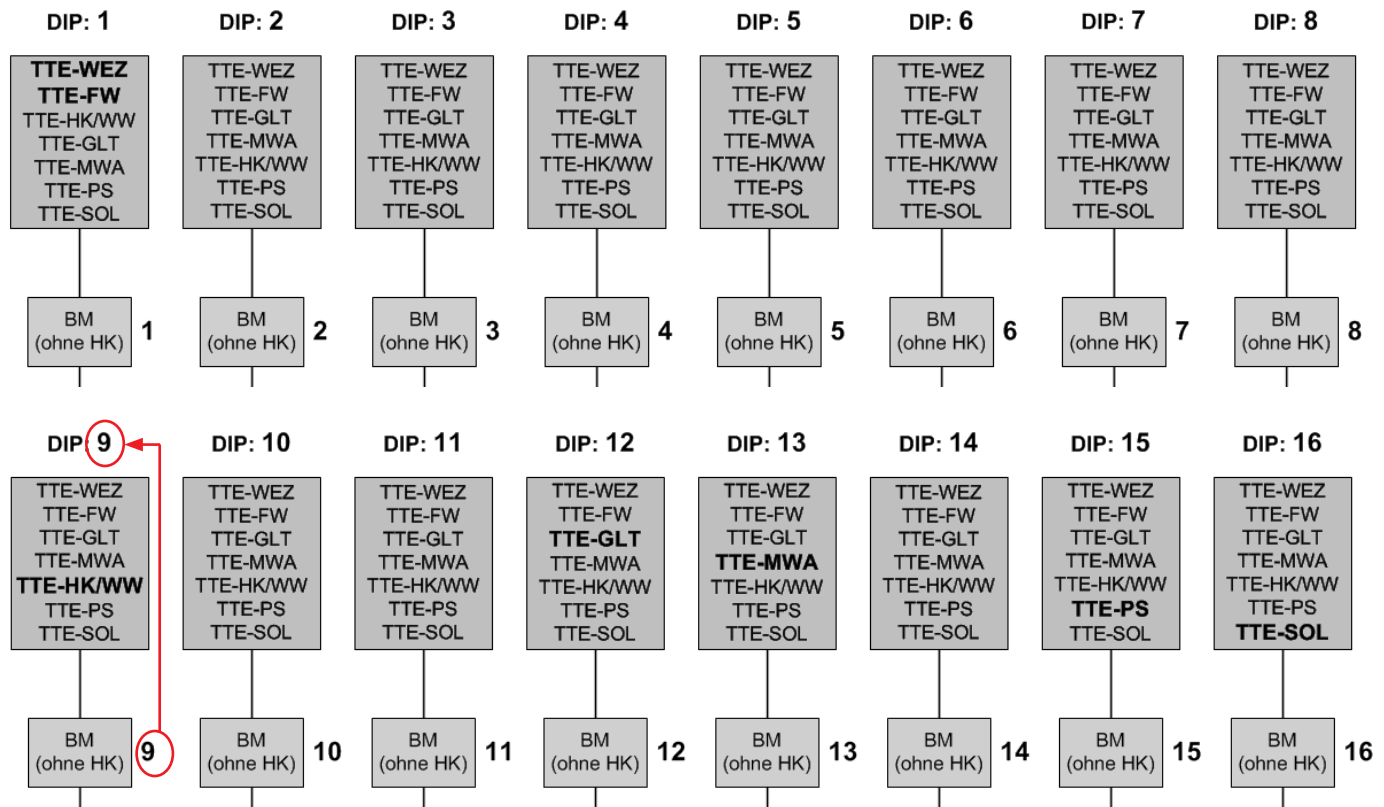 DIP: 1 DIP: 2 DIP: 3 DIP: 4 DIP: 5 DIP: 6 DIP: 7 DIP: 8
TTE-WEZ TTE-WEZ TTE-WEZ TTE-WEZ TTE-WEZ TTE-WEZ TTE-WEZ TTE-WEZ
TTE-FW TTE-FW TTE-FW TTE-FW TTE-FW TTE-FW TTE-FW TTE-FW
TTE-HK/WW TTE-GLT TTE-GLT TTE-GLT TTE-GLT TTE-GLT TTE-GLT TTE-GLT
TTE-GLT TTE-MWA TTE-MWA TTE-MWA TTE-MWA TTE-MWA TTE-MWA TTE-MWA
TTE-MWA TTE-HK/WW TTE-HK/WW TTE-HK/WW TTE-HK/WW TTE-HK/WW TTE-HK/WW TTE-HK/WW
TTE-PS TTE-PS TTE-PS TTE-PS TTE-PS TTE-PS TTE-PS TTE-PS
TTE-SOL TTE-SOL TTE-SOL TTE-SOL TTE-SOL TTE-SOL TTE-SOL TTE-SOL
BM BM BM BM BM BM BM BM
(ohne HK) 1 (ohne HK) 2 (ohne HK) 3 (ohne HK) 4 (ohne HK) 5 (ohne HK) 6 (ohne HK) 7 (ohne HK) 8
DIP: 9 DIP: 10 DIP: 11 DIP: 12 DIP: 13 DIP: 14 DIP: 15 DIP: 16
TTE-WEZ TTE-WEZ TTE-WEZ TTE-WEZ TTE-WEZ TTE-WEZ TTE-WEZ TTE-WEZ
TTE-FW TTE-FW TTE-FW TTE-FW TTE-FW TTE-FW TTE-FW TTE-FW
TTE-GLT TTE-GLT TTE-GLT TTE-GLT TTE-GLT TTE-GLT TTE-GLT TTE-GLT
TTE-MWA TTE-MWA TTE-MWA TTE-MWA TTE-MWA TTE-MWA TTE-MWA TTE-MWA
TTE-HK/WW TTE-HK/WW TTE-HK/WW TTE-HK/WW TTE-HK/WW TTE-HK/WW TTE-HK/WW TTE-HK/WW
TTE-PS TTE-PS TTE-PS TTE-PS TTE-PS TTE-PS TTE-PS TTE-PS
TTE-SOL TTE-SOL TTE-SOL TTE-SOL TTE-SOL TTE-SOL TTE-SOL TTE-SOL
BM BM BM BM BM BM BM BM
(ohne HK) 9 (ohne HK) 10 (ohne HK) 11 (ohne HK) 12 (ohne HK) 13 (ohne HK) 14 (ohne HK) 15 (ohne HK) 16